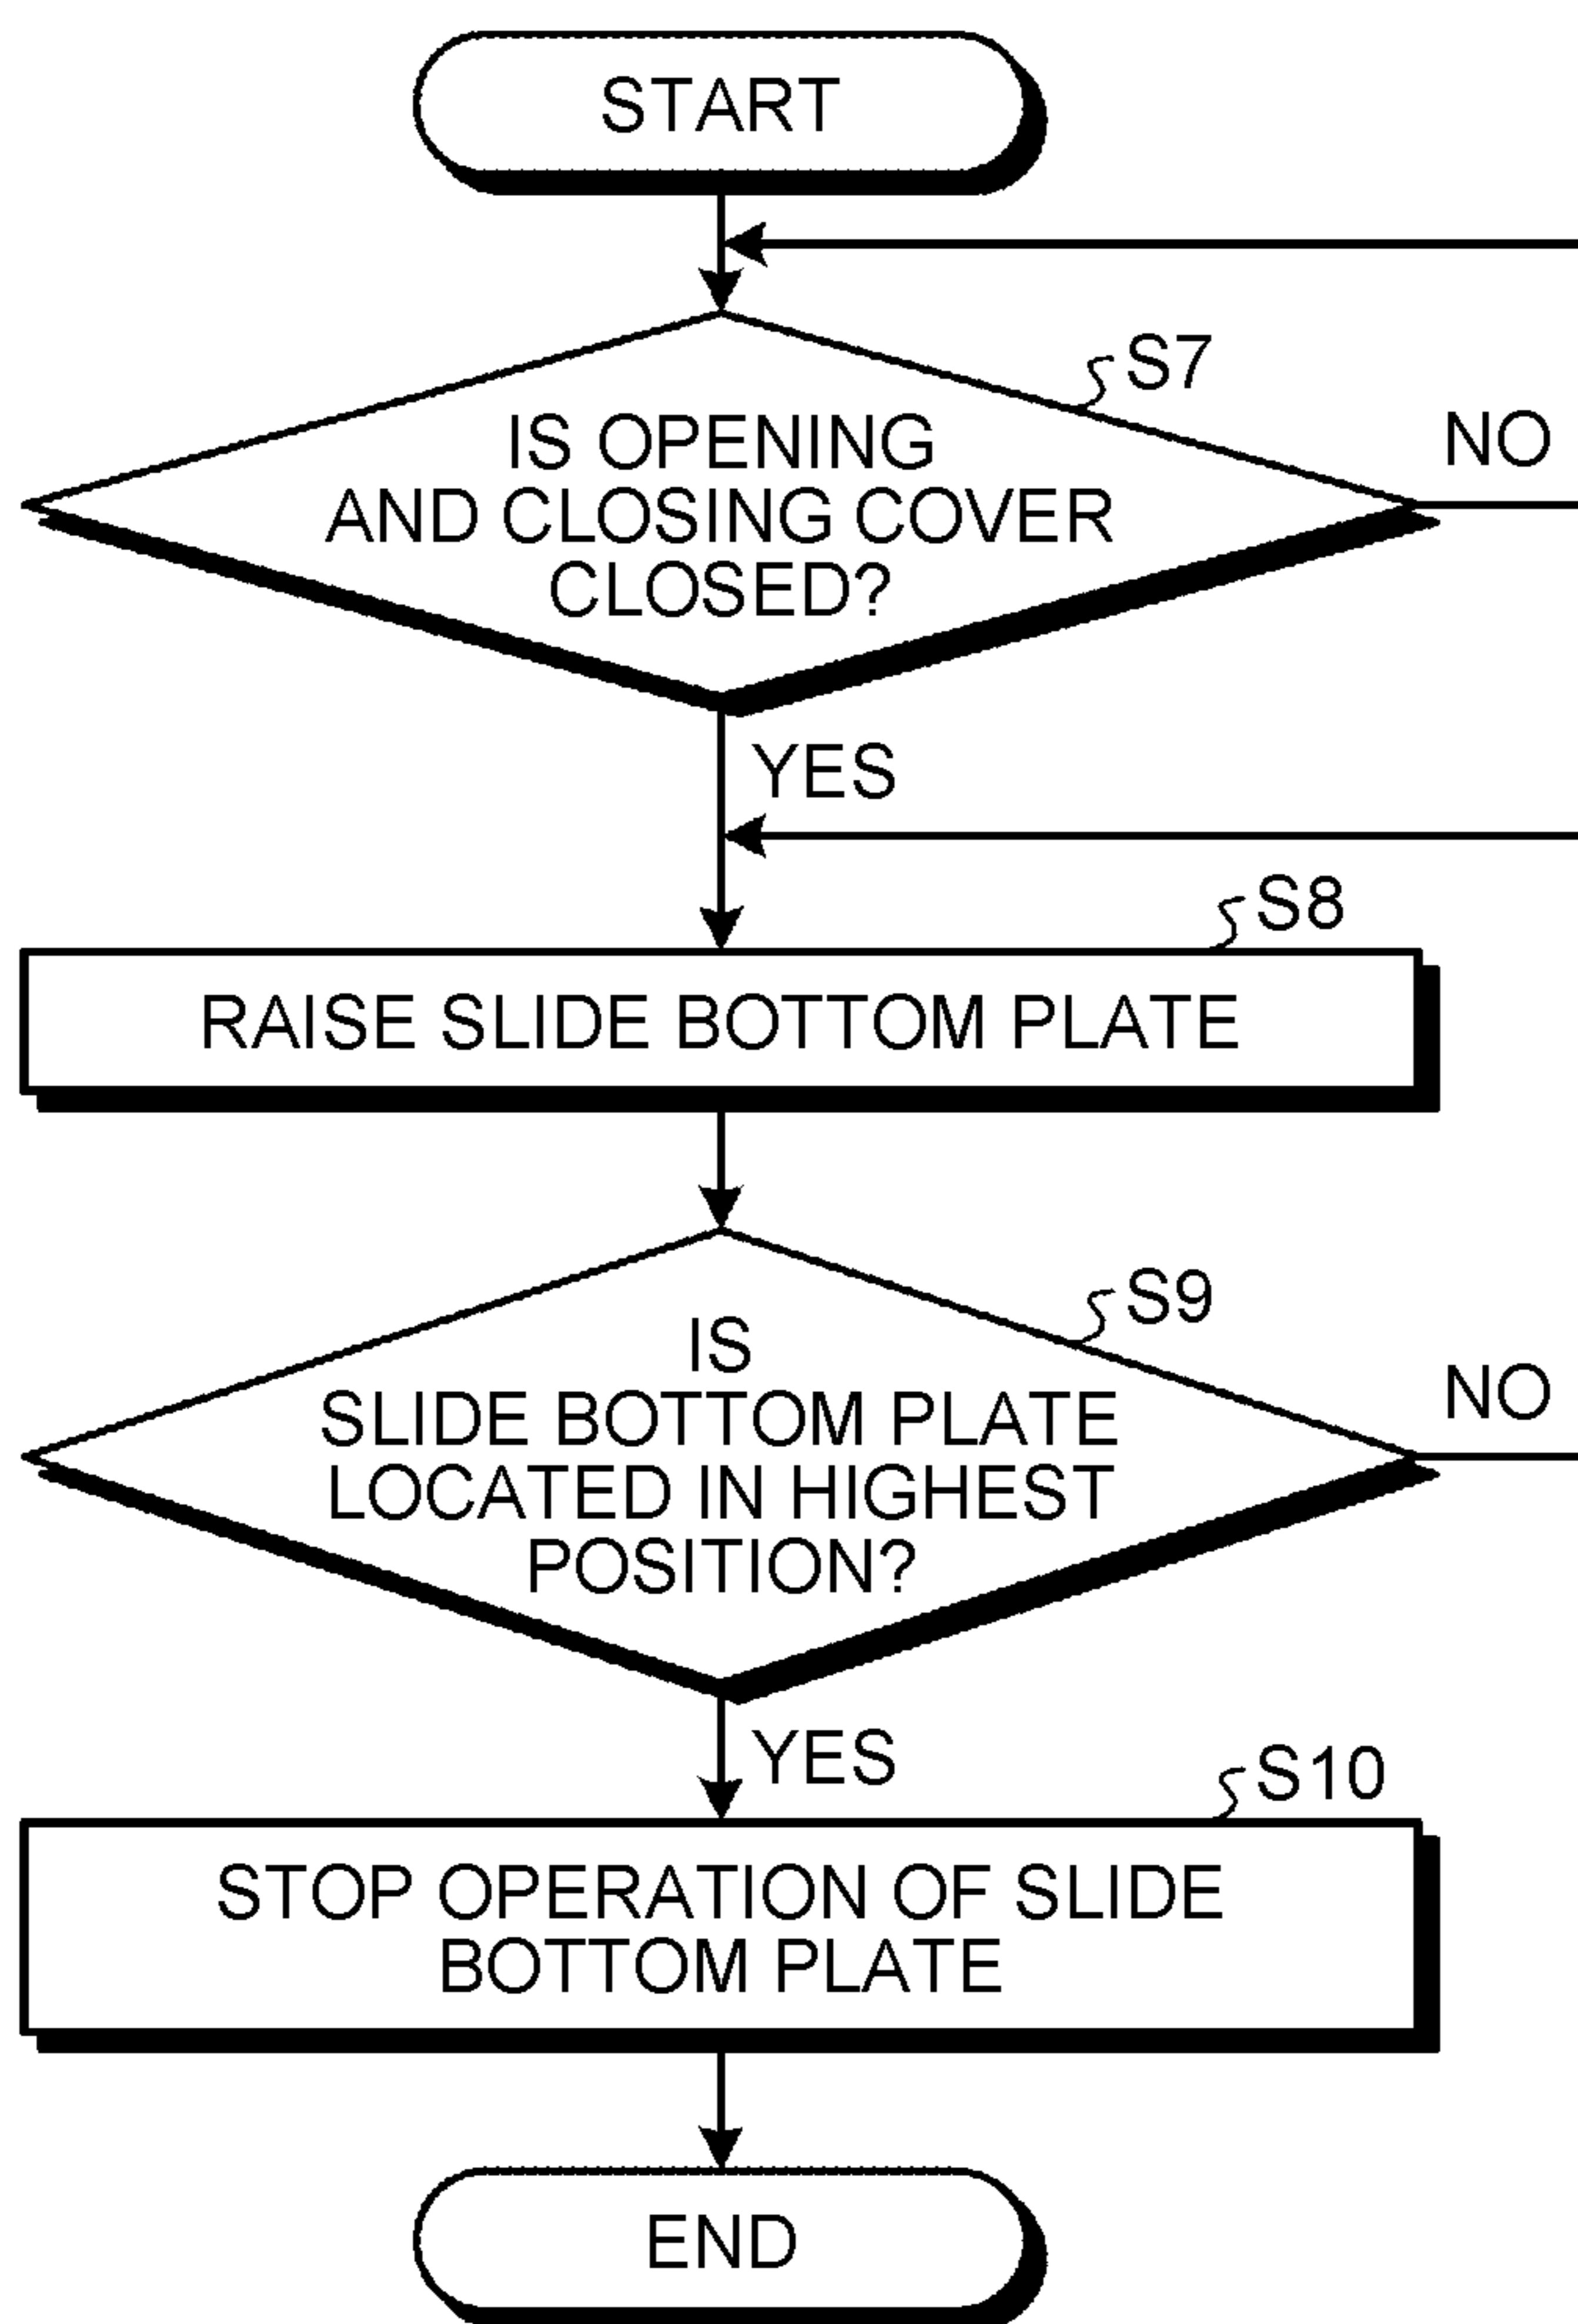 START
S7
IS OPENING
AND CLOSING COVER
CLOSED?
NO
YES
S8
RAISE SLIDE BOTTOM PLATE
S9
IS
SLIDE BOTTOM PLATE
LOCATED IN HIGHEST
POSITION?
NO
YES
S10
STOP OPERATION OF SLIDE
BOTTOM PLATE
END